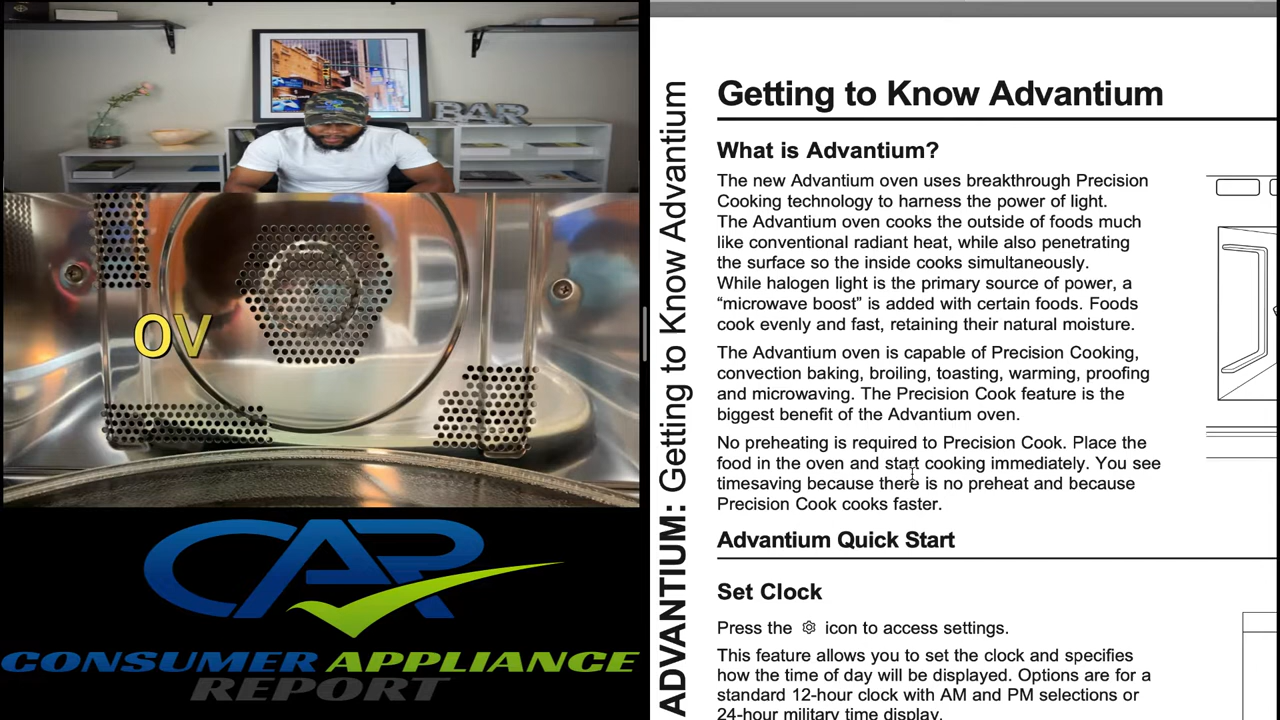 BAR
OV
CAR
CONSUMER APPLIANCE
REPORT
ADVANTIUM: Getting to Know Advantium
Getting to Know Advantium
What is Advantium?
The new Advantium oven uses breakthrough Precision
Cooking technology to harness the power of light.
The Advantium oven cooks the outside of foods much
like conventional radiant heat, while also penetrating
the surface so the inside cooks simultaneously.
While halogen light is the primary source of power, a
“microwave boost” is added with certain foods. Foods
cook evenly and fast, retaining their natural moisture.
The Advantium oven is capable of Precision Cooking,
convection baking, broiling, toasting, warming, proofing
and microwaving. The Precision Cook feature is the
biggest benefit of the Advantium oven.
No preheating is required to Precision Cook. Place the
food in the oven and start cooking immediately. You see
timesaving because there is no preheat and because
Precision Cook cooks faster.
Advantium Quick Start
Set Clock
Press the icon to access settings.
This feature allows you to set the clock and specifies
how the time of day will be displayed. Options are for a
standard 12-hour clock with AM and PM selections or
24-hour military time display.